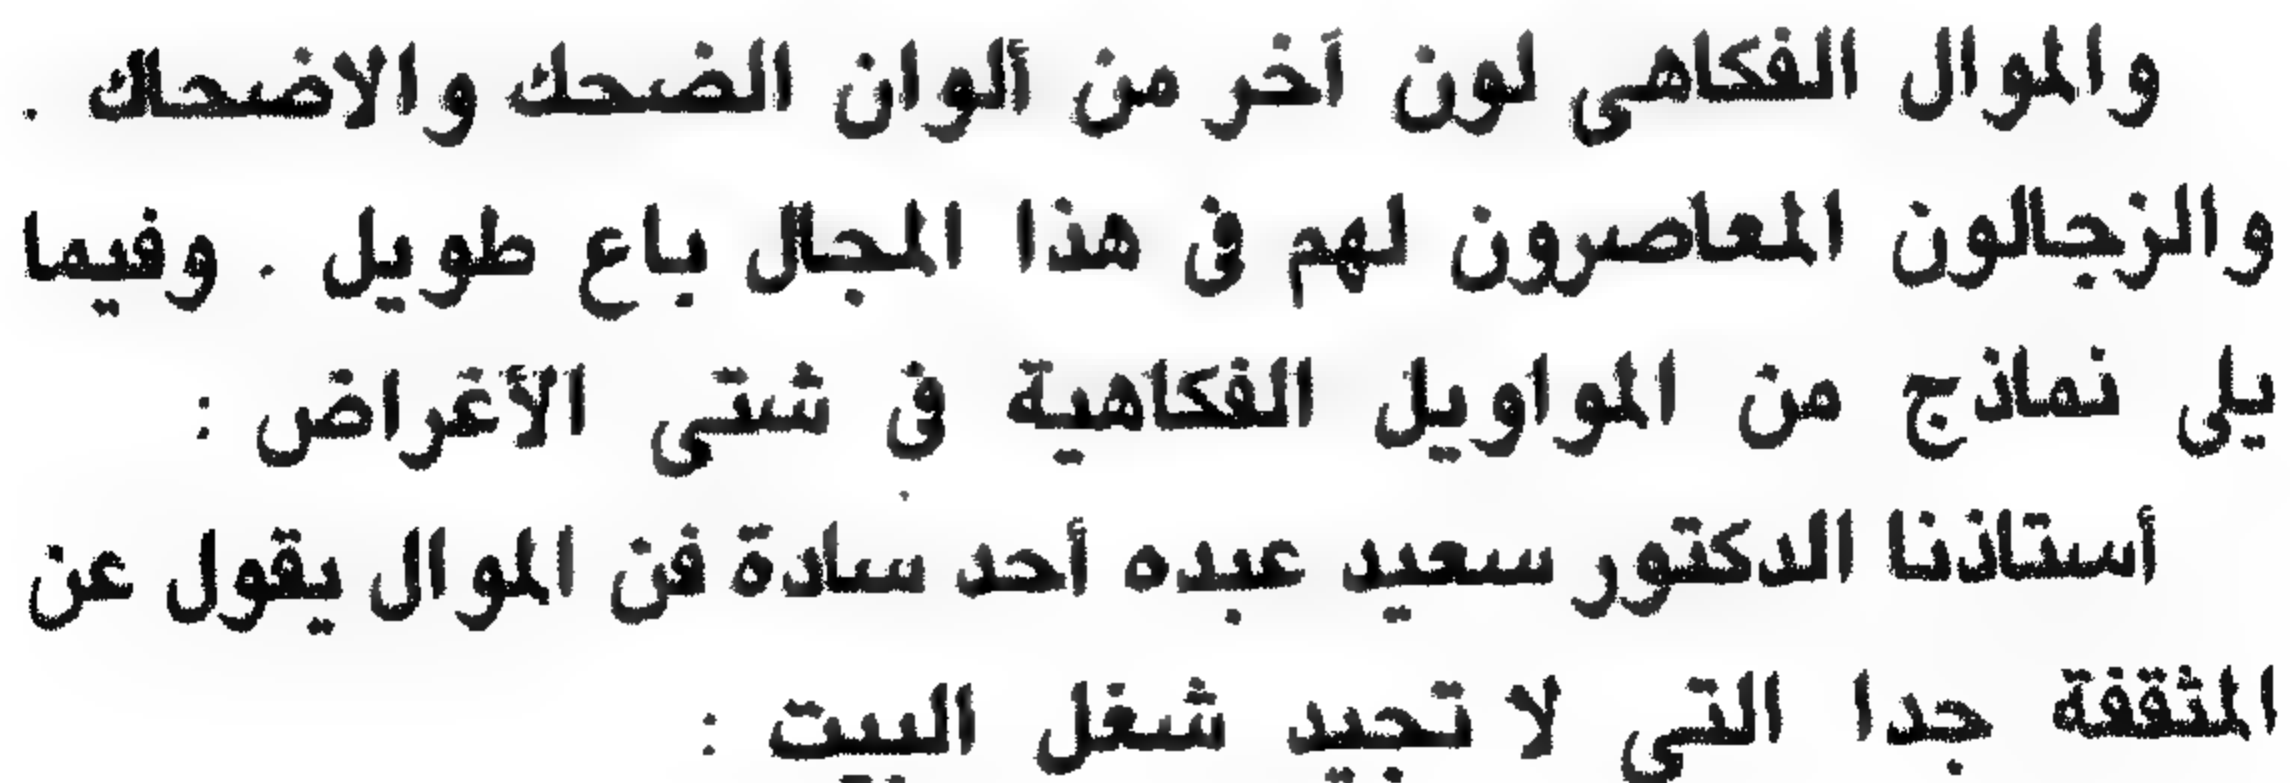 والموال الفكاهى لون آخر من ألوان الضحك والاضحاك .
والزجالون المعاصرون لهم فى هذا المجال باع طويل . وفيما
يلى نماذج من المواويل الفكاهية فى شتى الأغراض :
أستاذنا الدكتور سعيد عبده أحد سادة فن الموال يقول عن
المثقفة جدا التى لا تجيد شغل البيت :